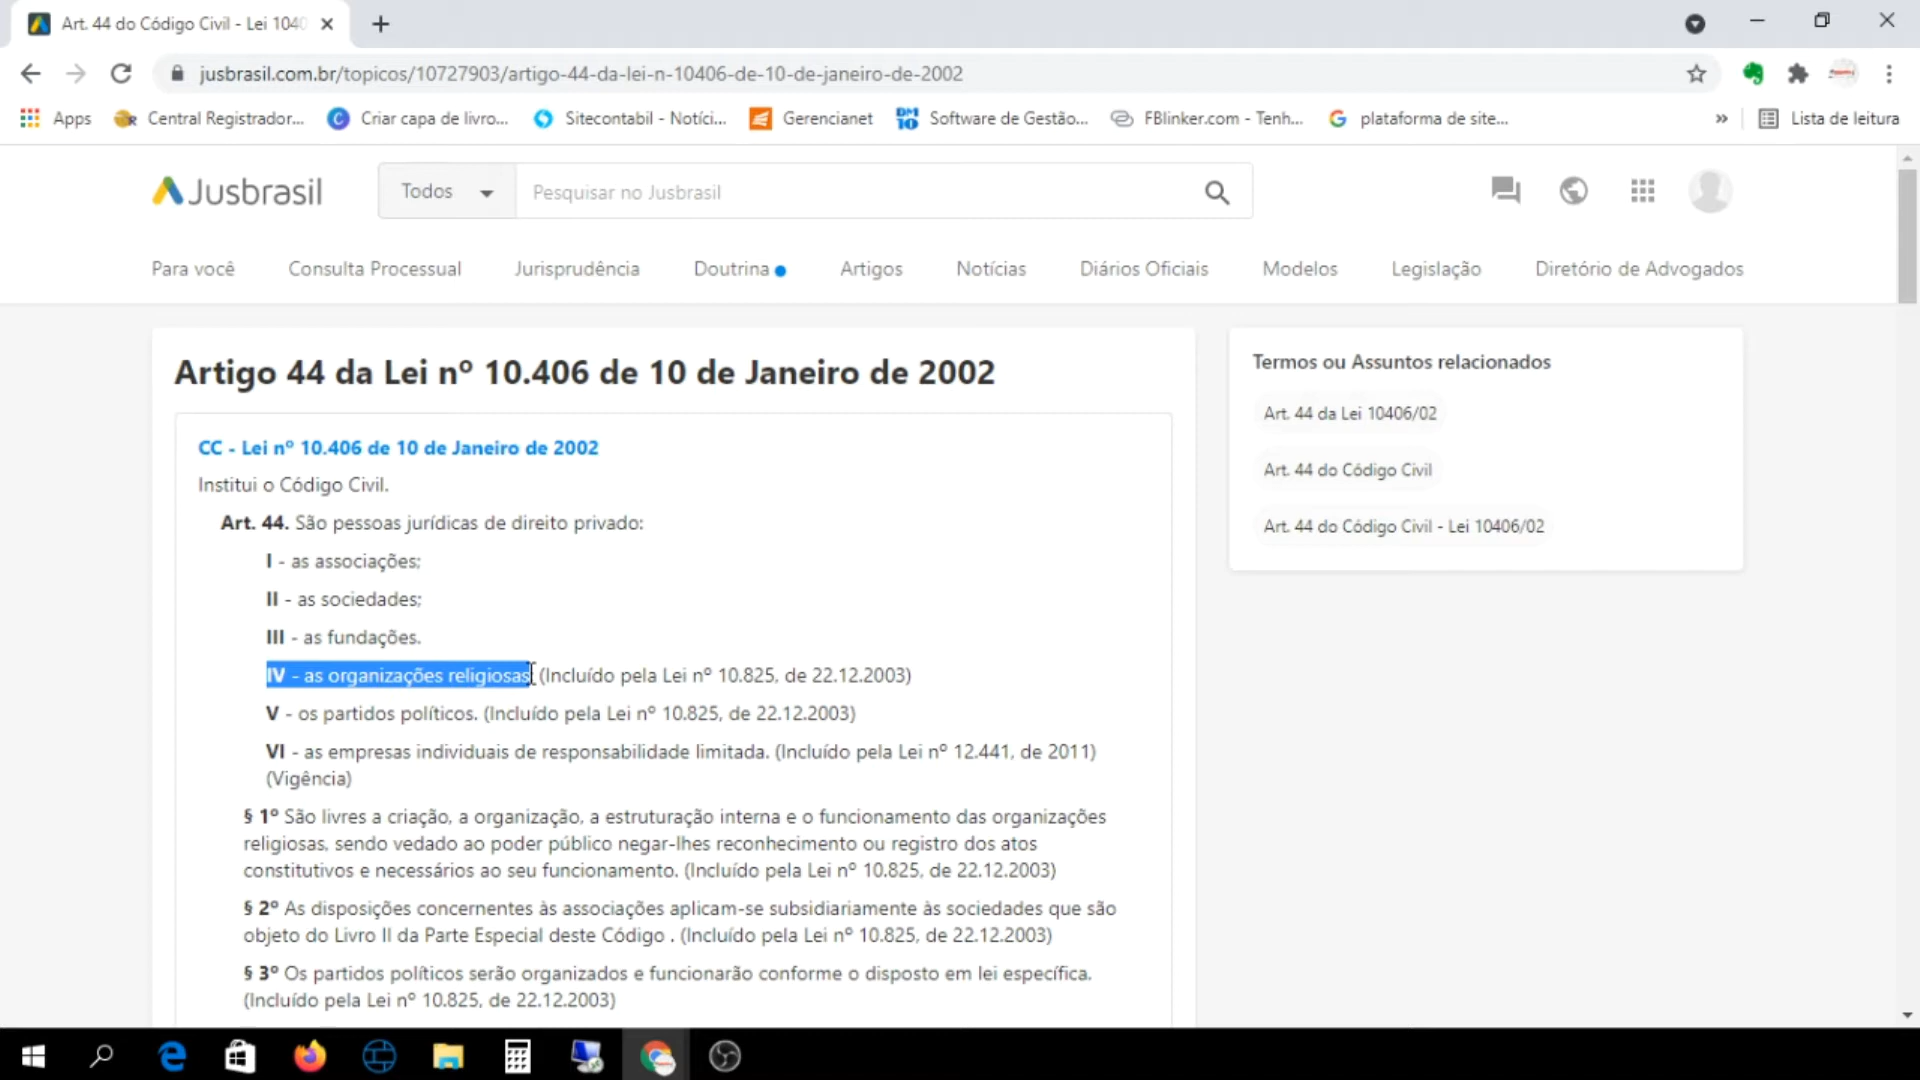 Art. 44 do Código Civil - Lei 1040
jusbrasil.com.br/topicos/10727903/artigo-44-da-lei-n-10406-de-10-de-janeiro-de-2002
Apps Central Registrador... Criar capa de livro... Sitecontabil - Notíci... Gerencianet Software de Gestão... FBlinker.com - Tenh... plataforma de site... » Lista de leitura
Jusbrasil Todos Pesquisar no Jusbrasil
Para você Consulta Processual Jurisprudência Doutrina Artigos Notícias Diários Oficiais Modelos Legislação Diretório de Advogados
Artigo 44 da Lei nº 10.406 de 10 de Janeiro de 2002
CC - Lei nº 10.406 de 10 de Janeiro de 2002
Institui o Código Civil.
Art. 44. São pessoas jurídicas de direito privado:
I - as associações;
II - as sociedades;
III - as fundações.
IV - as organizações religiosas (Incluído pela Lei nº 10.825, de 22.12.2003)
V - os partidos políticos. (Incluído pela Lei nº 10.825, de 22.12.2003)
VI - as empresas individuais de responsabilidade limitada. (Incluído pela Lei nº 12.441, de 2011)
(Vigência)
§ 1º São livres a criação, a organização, a estruturação interna e o funcionamento das organizações
religiosas, sendo vedado ao poder público negar-lhes reconhecimento ou registro dos atos
constitutivos e necessários ao seu funcionamento. (Incluído pela Lei nº 10.825, de 22.12.2003)
§ 2º As disposições concernentes às associações aplicam-se subsidiariamente às sociedades que são
objeto do Livro II da Parte Especial deste Código . (Incluído pela Lei nº 10.825, de 22.12.2003)
§ 3º Os partidos políticos serão organizados e funcionarão conforme o disposto em lei específica.
(Incluído pela Lei nº 10.825, de 22.12.2003)
Termos ou Assuntos relacionados
Art. 44 da Lei 10406/02
Art. 44 do Código Civil
Art. 44 do Código Civil - Lei 10406/02